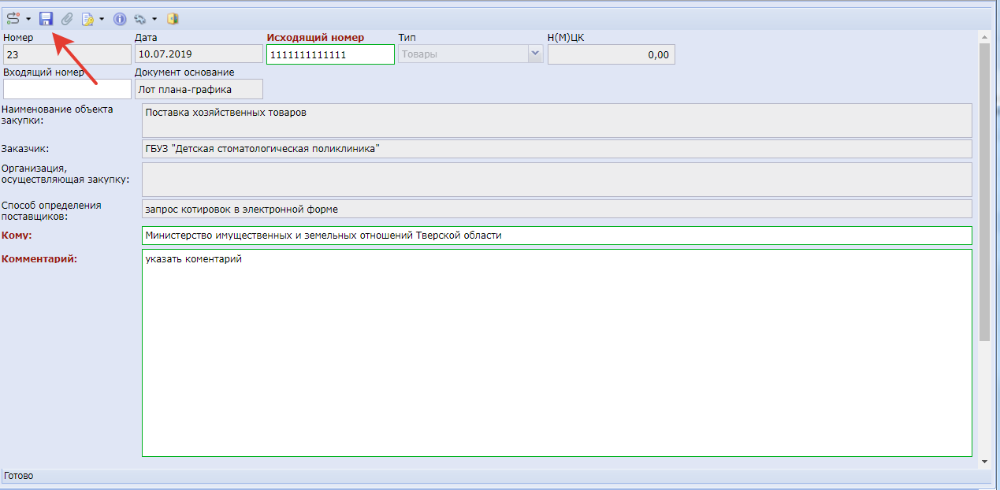 Номер
Дата
Исходящий номер
Тип
Н(М)ЦК
23
10.07.2019
1111111111111
Товары
0,00
Входящий номер
Документ основание
Лот плана-графика
Наименование объекта
закупки:
Поставка хозяйственных товаров
Заказчик:
ГБУЗ "Детская стоматологическая поликлиника"
Организация,
осуществляющая закупку:
Способ определения
поставщиков:
запрос котировок в электронной форме
Кому:
Министерство имущественных и земельных отношений Тверской области
Комментарий:
указать коментарий
Готово